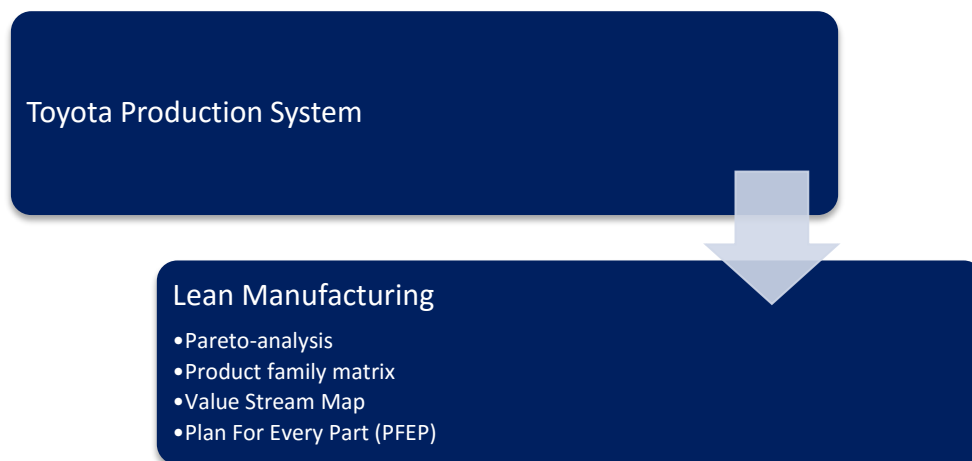 Toyota Production System
Lean Manufacturing
•Pareto-analysis
•Product family matrix
•Value Stream Map
•Plan For Every Part (PFEP)